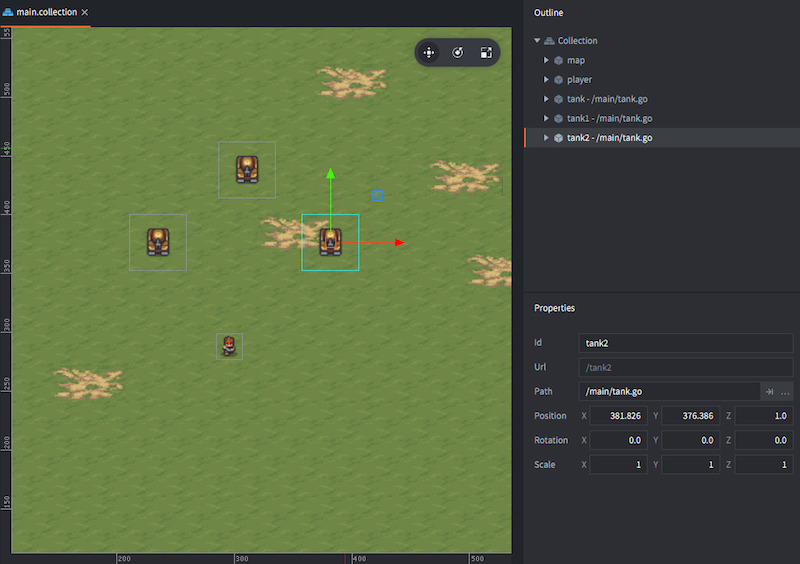 main.collection
Outline
Collection
map
player
tank - /main/tank.go
tank1 - /main/tank.go
tank2 - /main/tank.go
55
500
450
400
350
300
250
200
150
200
300
400
500
Properties
Id tank2
Url /tank2
Path /main/tank.go ...
Position X 381.826 Y 376.386 Z 1.0
Rotation X 0.0 Y 0.0 Z 0.0
Scale X 1 Y 1 Z 1